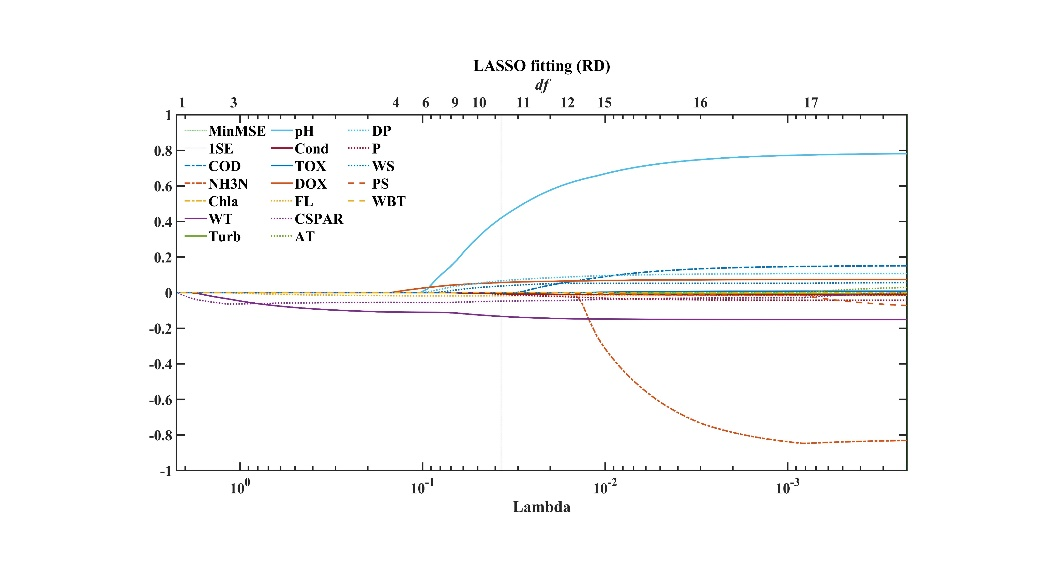 LASSO fitting (RD)
df
1 3 4 6 9 10 11 12 15 16 17
1
0.8
0.6
0.4
0.2
0
-0.2
-0.4
-0.6
-0.8
-1
MinMSE pH DP
1SE Cond P
COD TOX WS
NH3N DOX PS
Chla FL WBT
WT CSPAR
Turb AT
10^0 10^-1 10^-2 10^-3
Lambda